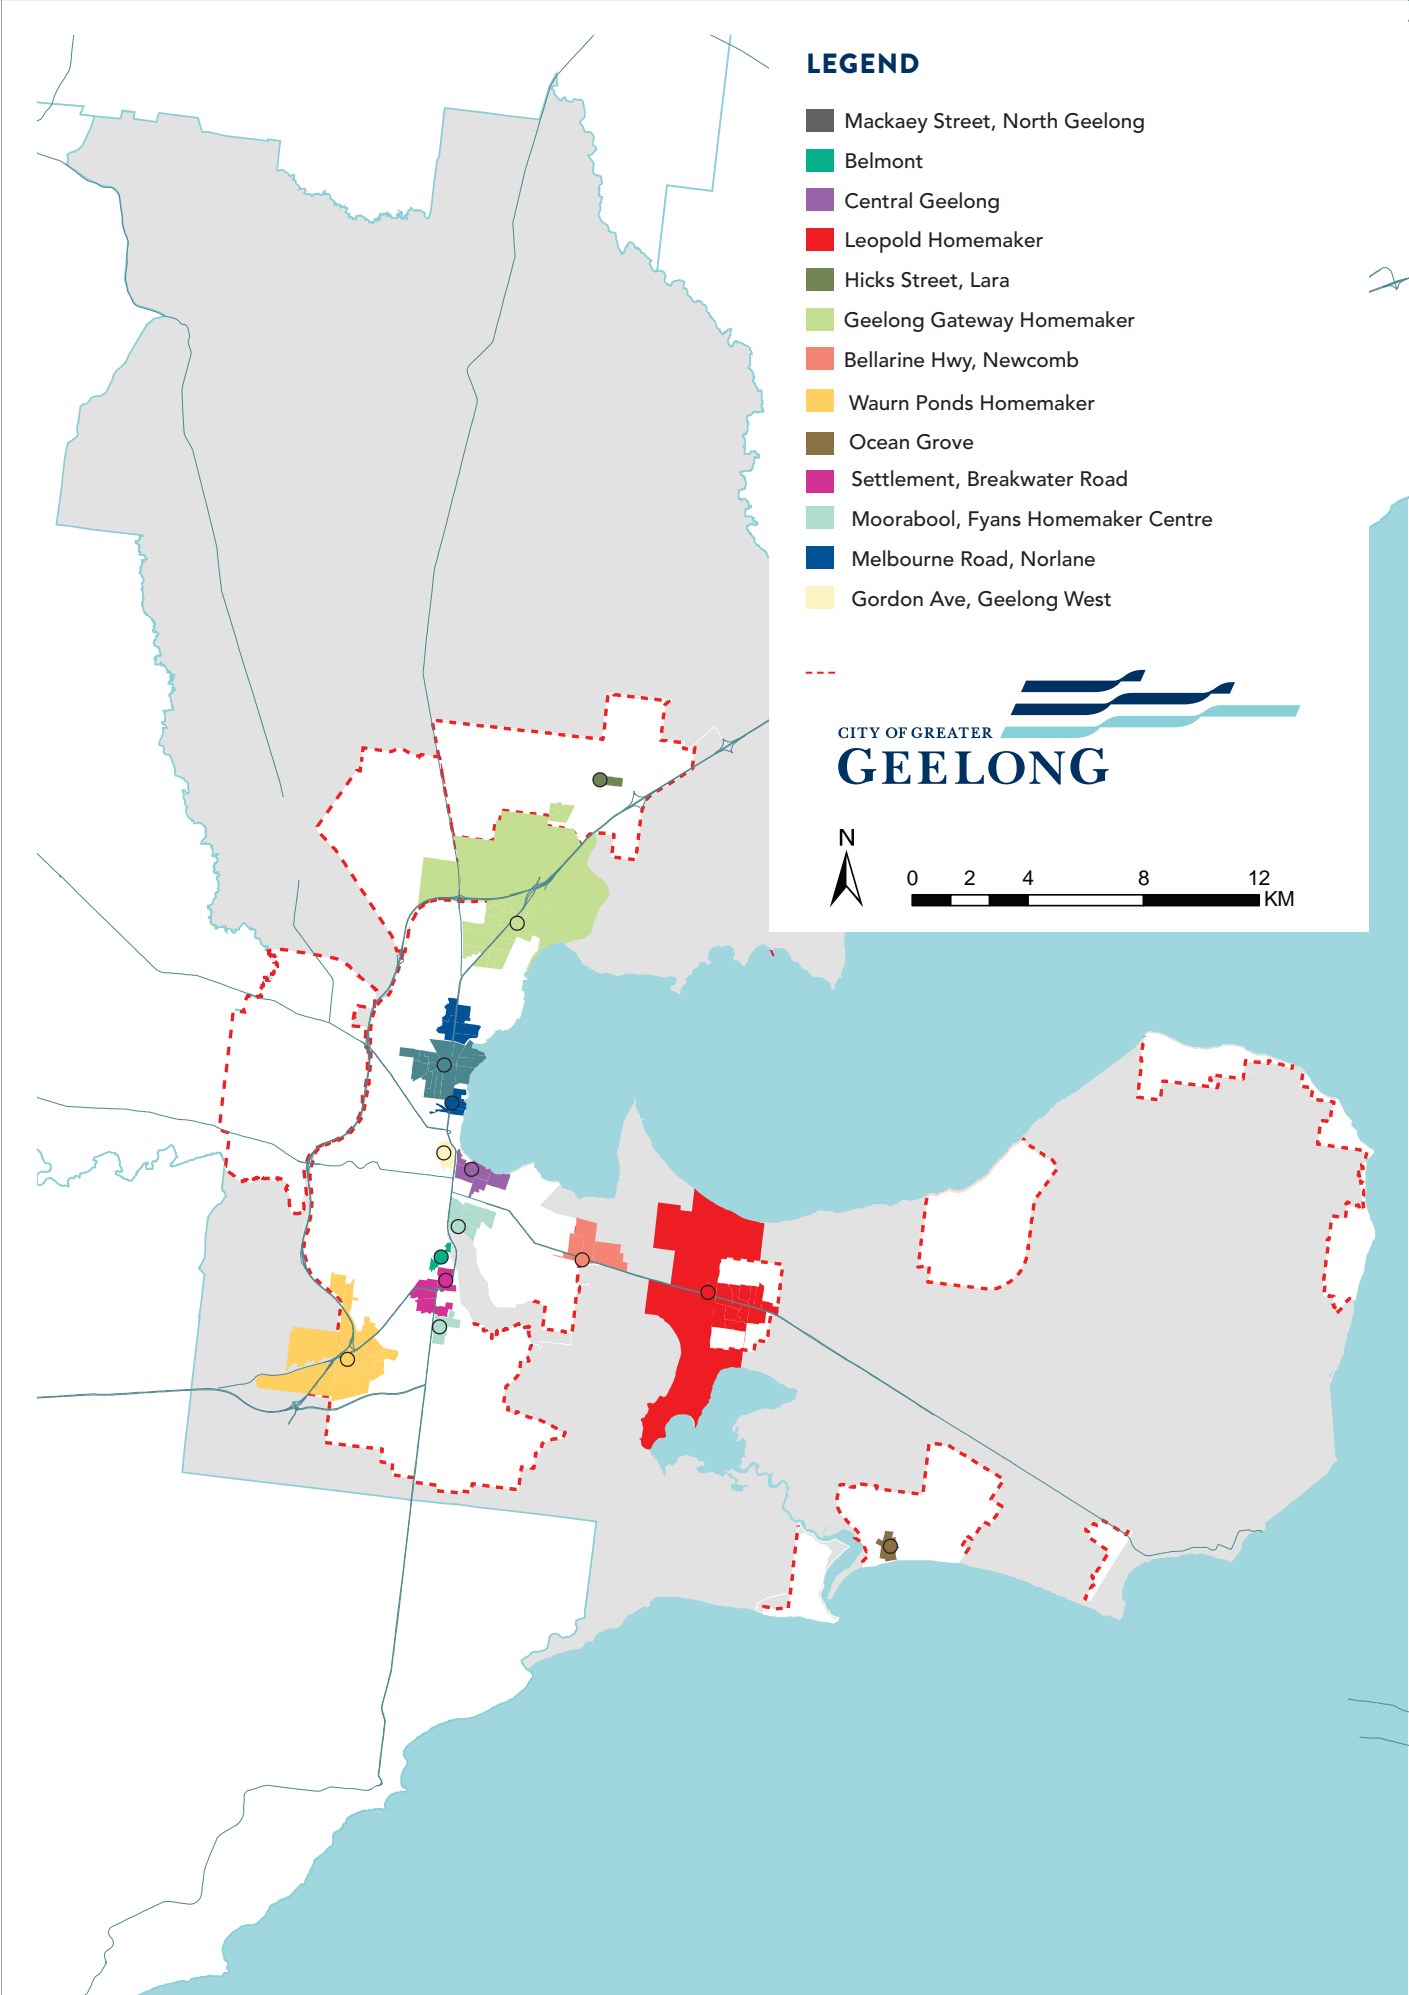 LEGEND
Mackaey Street, North Geelong
Belmont
Central Geelong
Leopold Homemaker
Hicks Street, Lara
Geelong Gateway Homemaker
Bellarine Hwy, Newcomb
Waurn Ponds Homemaker
Ocean Grove
Settlement, Breakwater Road
Moorabool, Fyans Homemaker Centre
Melbourne Road, Norlane
Gordon Ave, Geelong West
CITY OF GREATER
GEELONG
N
0 2 4 8 12
KM